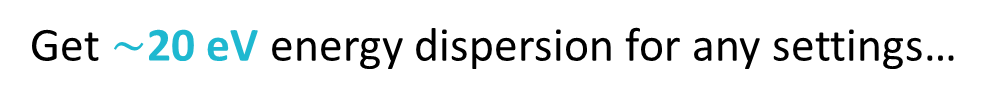 Get ~20 eV energy dispersion for any settings…